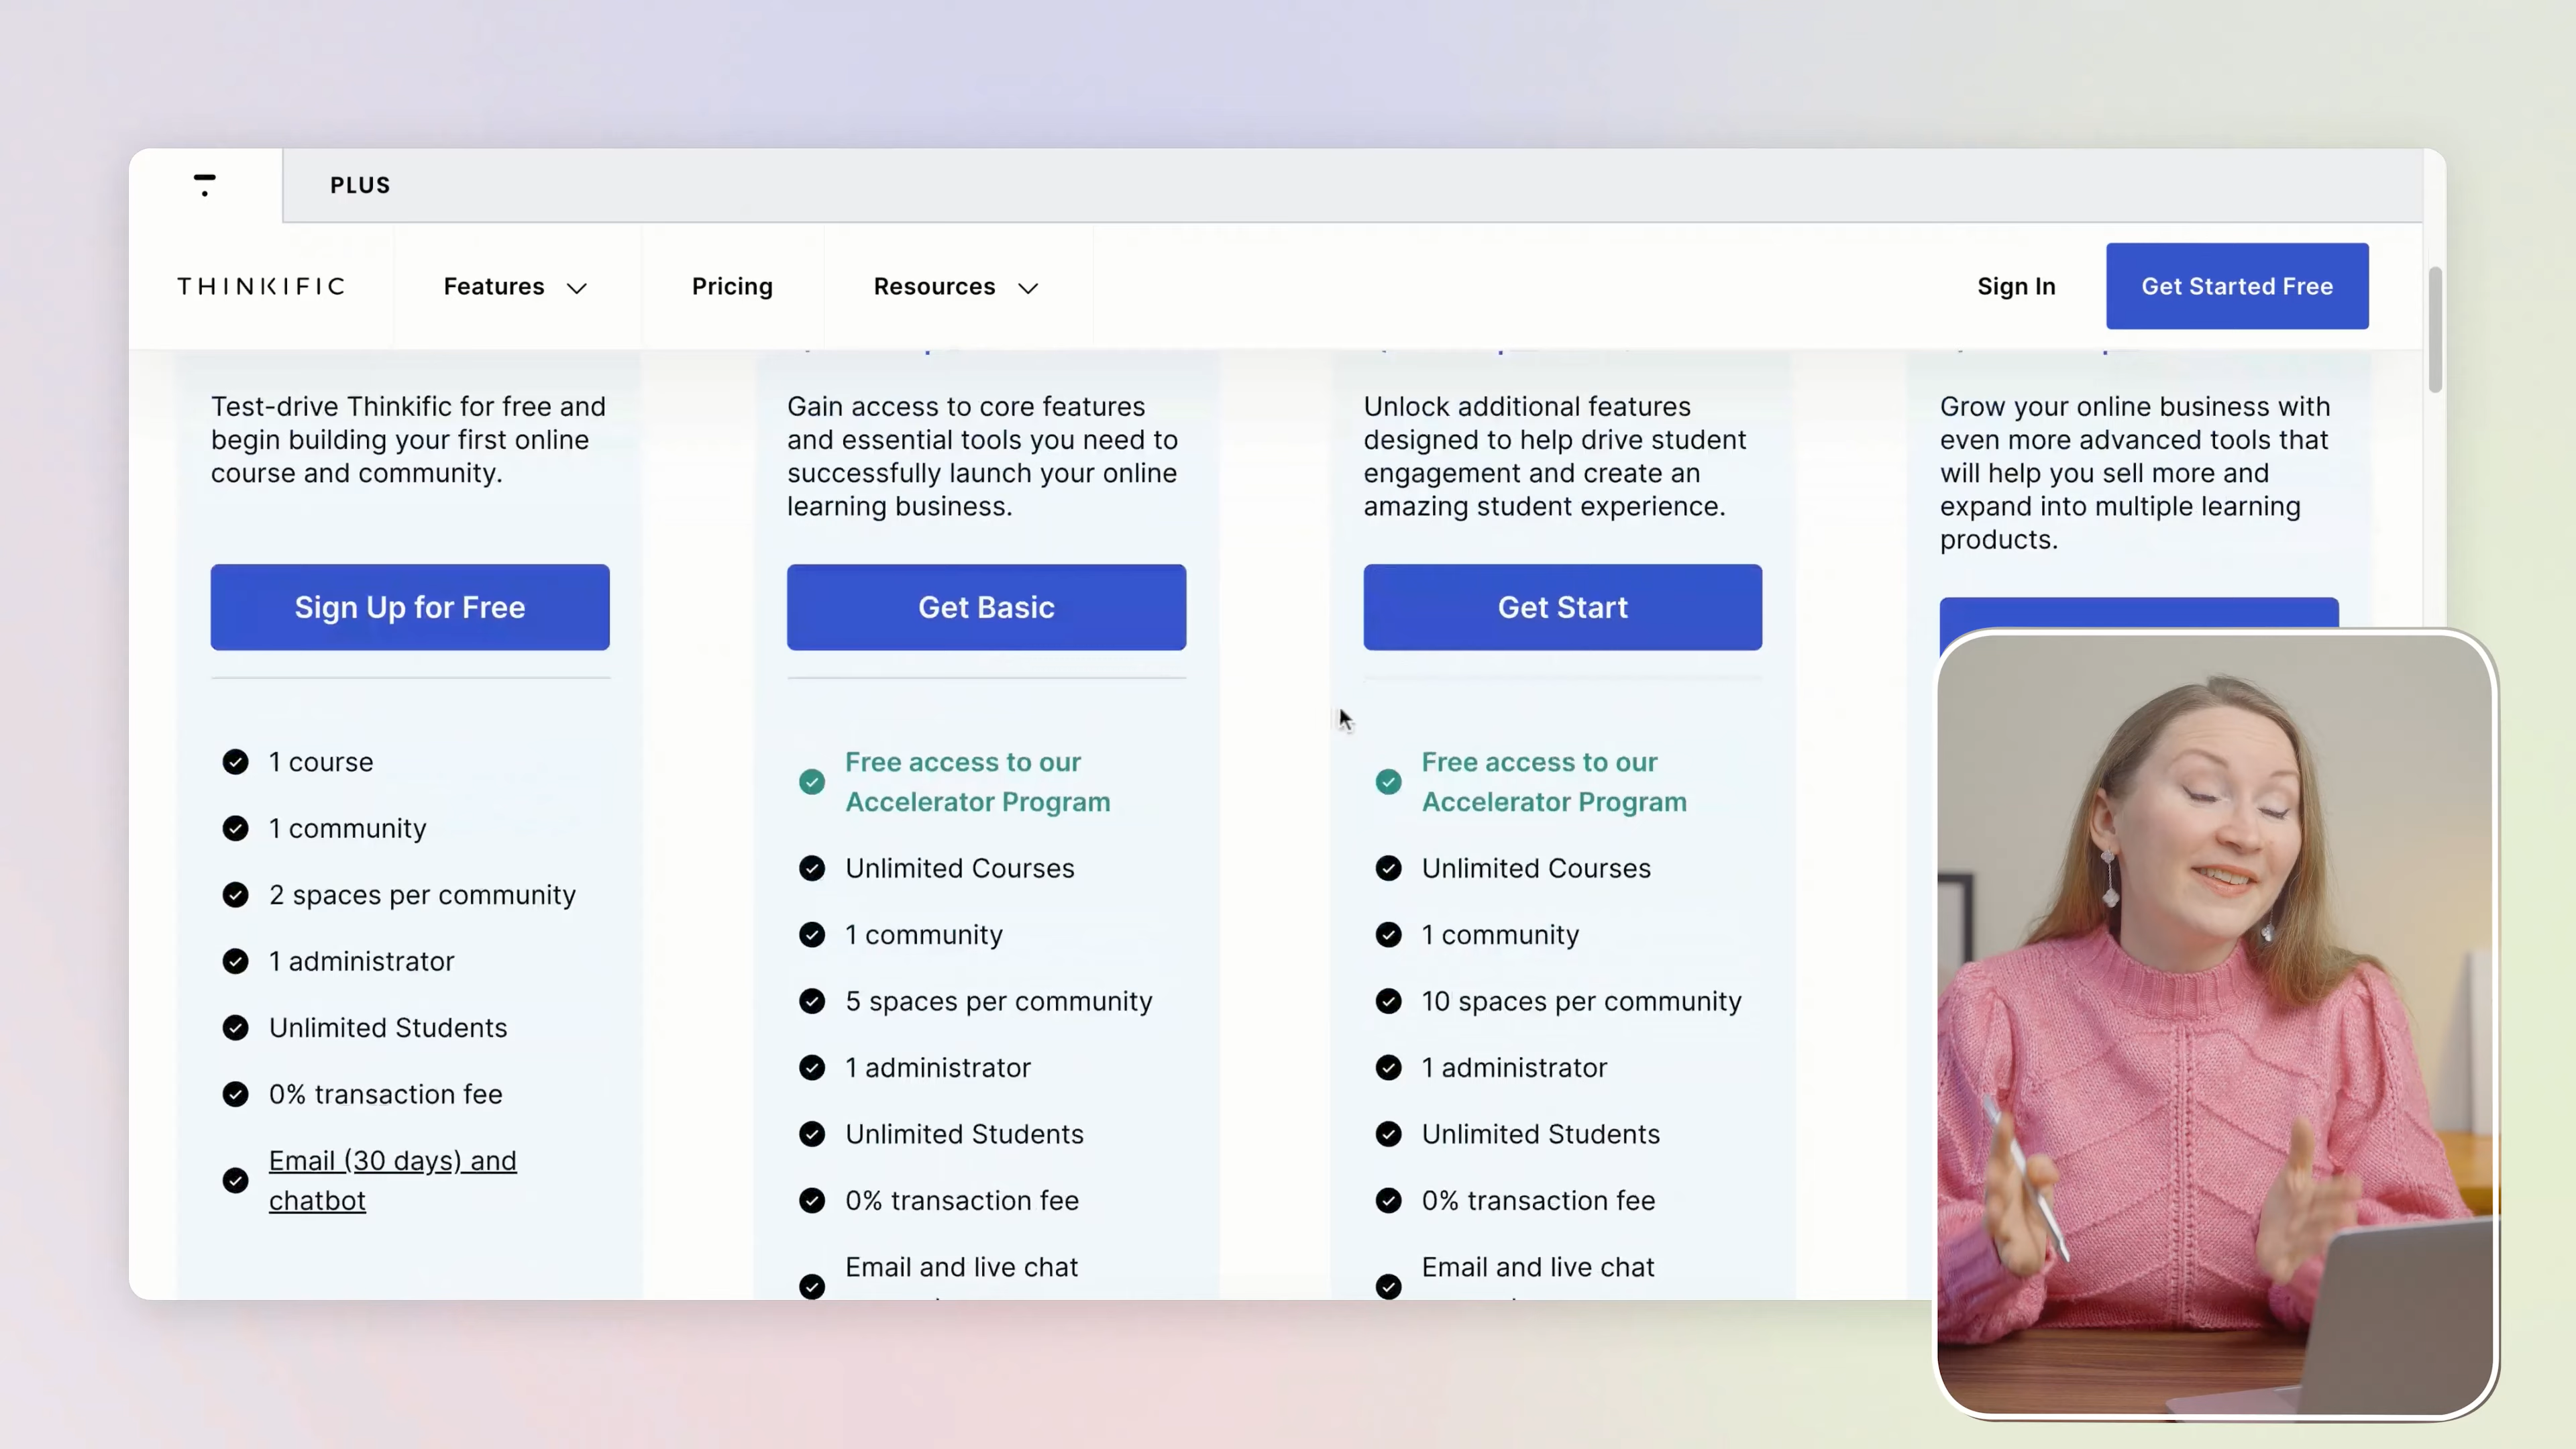 PLUS
THINKIFIC
Features
Pricing
Resources
Sign In
Get Started Free
Test-drive Thinkific for free and
begin building your first online
course and community.
Sign Up for Free
1 course
1 community
2 spaces per community
1 administrator
Unlimited Students
0% transaction fee
Email (30 days) and
chatbot
Gain access to core features
and essential tools you need to
successfully launch your online
learning business.
Get Basic
Free access to our
Accelerator Program
Unlimited Courses
1 community
5 spaces per community
1 administrator
Unlimited Students
0% transaction fee
Email and live chat
Unlock additional features
designed to help drive student
engagement and create an
amazing student experience.
Get Start
Free access to our
Accelerator Program
Unlimited Courses
1 community
10 spaces per community
1 administrator
Unlimited Students
0% transaction fee
Email and live chat
Grow your online business with
even more advanced tools that
will help you sell more and
expand into multiple learning
products.